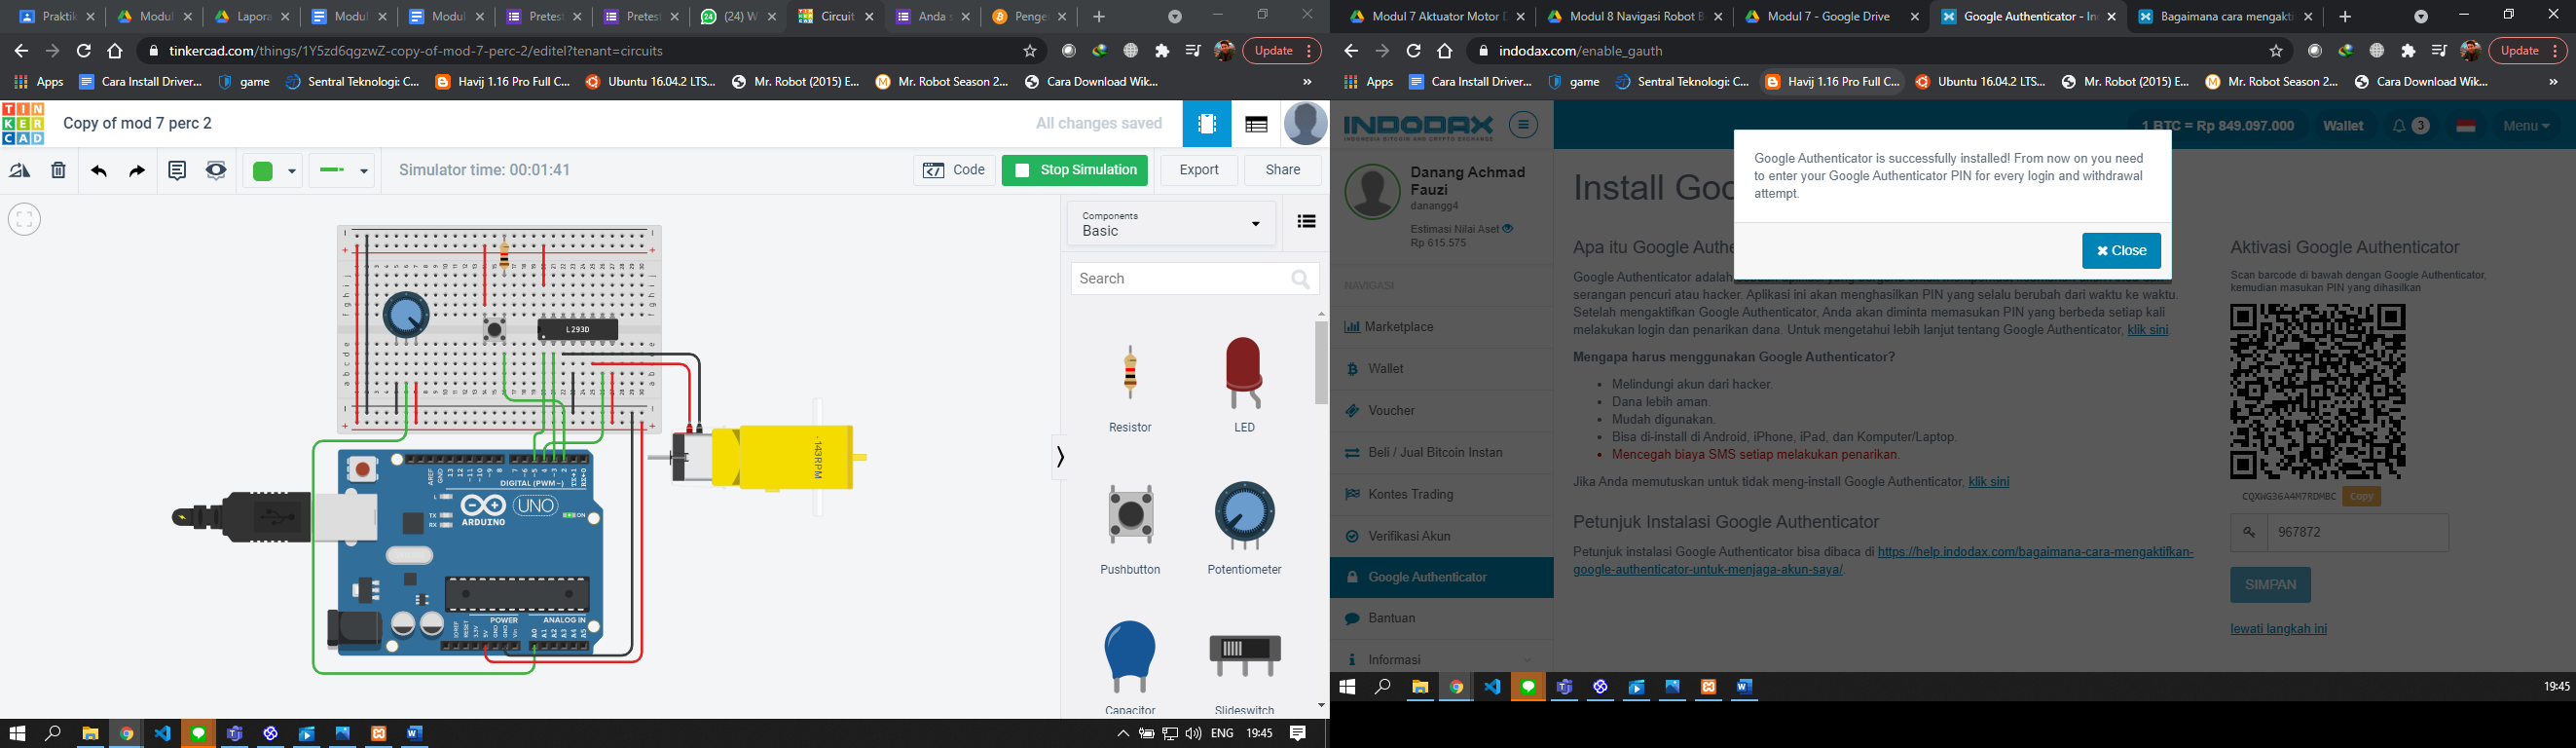 Praktik
Modul
Lapora
Modul
Modul
Pretest
Pretest
(24) W
Circuit
Anda s
Penge
tinkercad.com/things/1Y5zd6qgzwZ-copy-of-mod-7-perc-2/editel?tenant=circuits
Update
Apps
Cara Install Driver...
game
Sentral Teknologi: C...
Havij 1.16 Pro Full C...
Ubuntu 16.04.2 LTS...
Mr. Robot (2015) E...
Mr. Robot Season 2...
Cara Download Wik...
»
TIN
KER
CAD
Copy of mod 7 perc 2
All changes saved
Simulator time: 00:01:41
Code
Stop Simulation
Export
Share
Components
Basic
Search
Resistor
LED
Pushbutton
Potentiometer
Capacitor
Slideswitch
L293D
-143RPM
DIGITAL (PWM~)
UNO
ARDUINO
TX
RX
L
ON
POWER
ANALOG IN
ENG
19:45
Modul 7 Aktuator Motor D
Modul 8 Navigasi Robot B
Modul 7 - Google Drive
Google Authenticator - In
Bagaimana cara mengakti
indodax.com/enable_gauth
Update
Apps
Cara Install Driver...
game
Sentral Teknologi: C...
Havij 1.16 Pro Full C...
Ubuntu 16.04.2 LTS...
Mr. Robot (2015) E...
Mr. Robot Season 2...
Cara Download Wik...
»
INDODAX
INDONESIA BITCOIN AND CRYPTO EXCHANGE
1 BTC = Rp 849.097.000
Wallet
3
Menu
Danang Achmad
Fauzi
danangg4
Estimasi Nilai Aset
Rp 615.575
NAVIGASI
Marketplace
Wallet
Voucher
Beli / Jual Bitcoin Instan
Kontes Trading
Verifikasi Akun
Google Authenticator
Bantuan
Informasi
Google Authenticator is successfully installed! From now on you need
to enter your Google Authenticator PIN for every login and withdrawal
attempt.
Close
Install Goo
Apa itu Google Authe
Google Authenticator adalah
serangan pencuri atau hacker. Aplikasi ini akan menghasilkan PIN yang selalu berubah dari waktu ke waktu.
Setelah mengaktifkan Google Authenticator, Anda akan diminta memasukan PIN yang berbeda setiap kali
melakukan login dan penarikan dana. Untuk mengetahui lebih lanjut tentang Google Authenticator, klik sini.
Mengapa harus menggunakan Google Authenticator?
Melindungi akun dari hacker.
Dana lebih aman.
Mudah digunakan.
Bisa di-install di Android, iPhone, iPad, dan Komputer/Laptop.
Mencegah biaya SMS setiap melakukan penarikan.
Jika Anda memutuskan untuk tidak meng-install Google Authenticator, klik sini
Petunjuk Instalasi Google Authenticator
Petunjuk instalasi Google Authenticator bisa dibaca di https://help.indodax.com/bagaimana-cara-mengaktifkan-
google-authenticator-untuk-menjaga-akun-saya/.
Aktivasi Google Authenticator
Scan barcode di bawah dengan Google Authenticator,
kemudian masukan PIN yang dihasilkan
CQXWG36A4M7RDMBC
Copy
967872
SIMPAN
lewati langkah ini
19:45